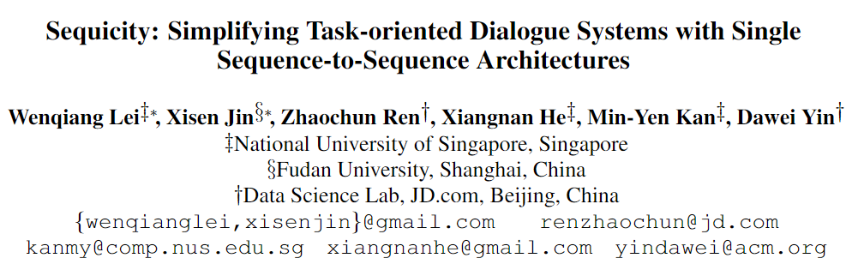 Sequicity: Simplifying Task-oriented Dialogue Systems with Single
Sequence-to-Sequence Architectures
Wenqiang Lei‡*, Xisen Jin§*, Zhaochun Ren†, Xiangnan He‡, Min-Yen Kan‡, Dawei Yin†
‡National University of Singapore, Singapore
§Fudan University, Shanghai, China
†Data Science Lab, JD.com, Beijing, China
{wenqianglei,xisenjin}@gmail.com renzhaochun@jd.com
kanmy@comp.nus.edu.sg xiangnanhe@gmail.com yindawei@acm.org